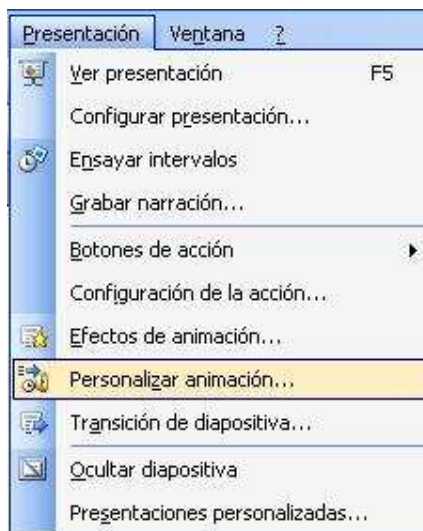 Presentación Ventana ?
Ver presentación F5
Configurar presentación...
Ensayar intervalos
Grabar narración...
Botones de acción
Configuración de la acción...
Efectos de animación...
Personalizar animación...
Transición de diapositiva...
Ocultar diapositiva
Presentaciones personalizadas...